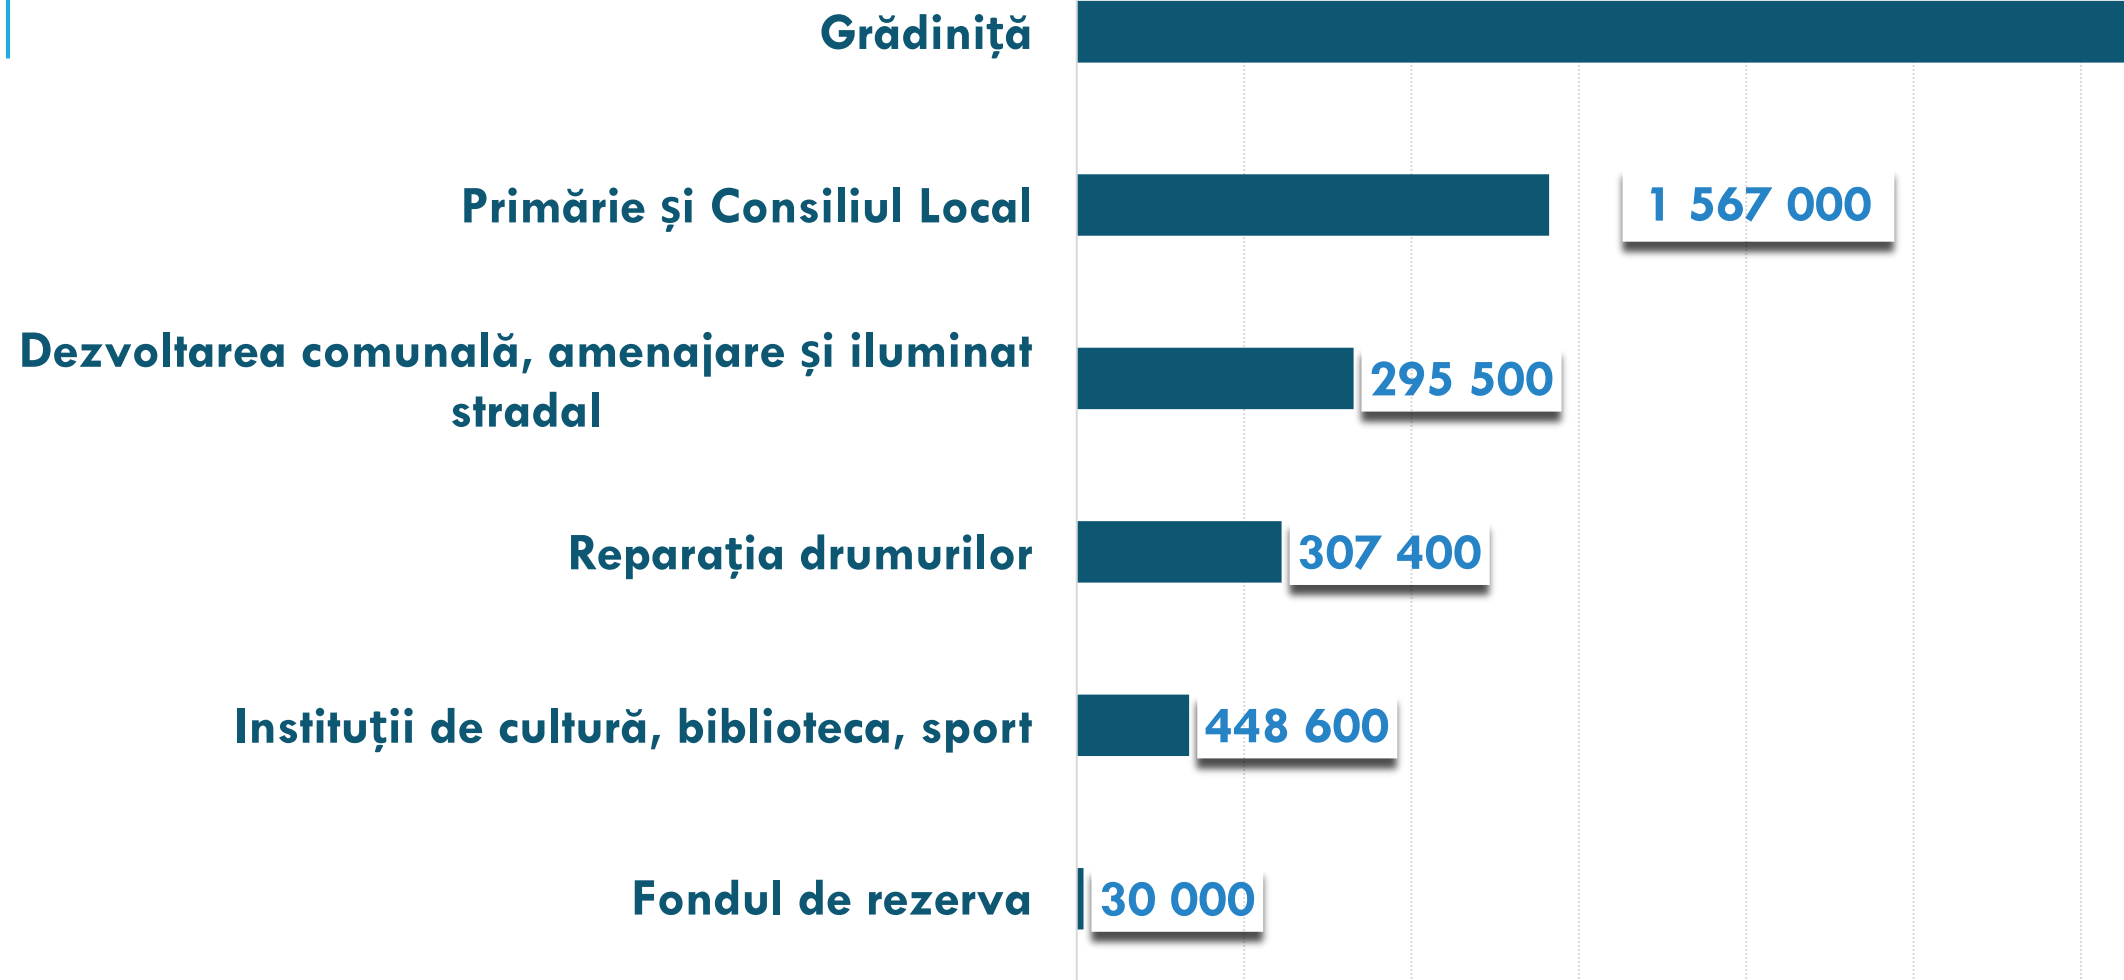 Grădiniță
Primărie și Consiliul Local
1 567 000
Dezvoltarea comunală, amenajare și iluminat
stradal
295 500
Reparația drumurilor
307 400
Instituții de cultură, biblioteca, sport
448 600
Fondul de rezerva
30 000